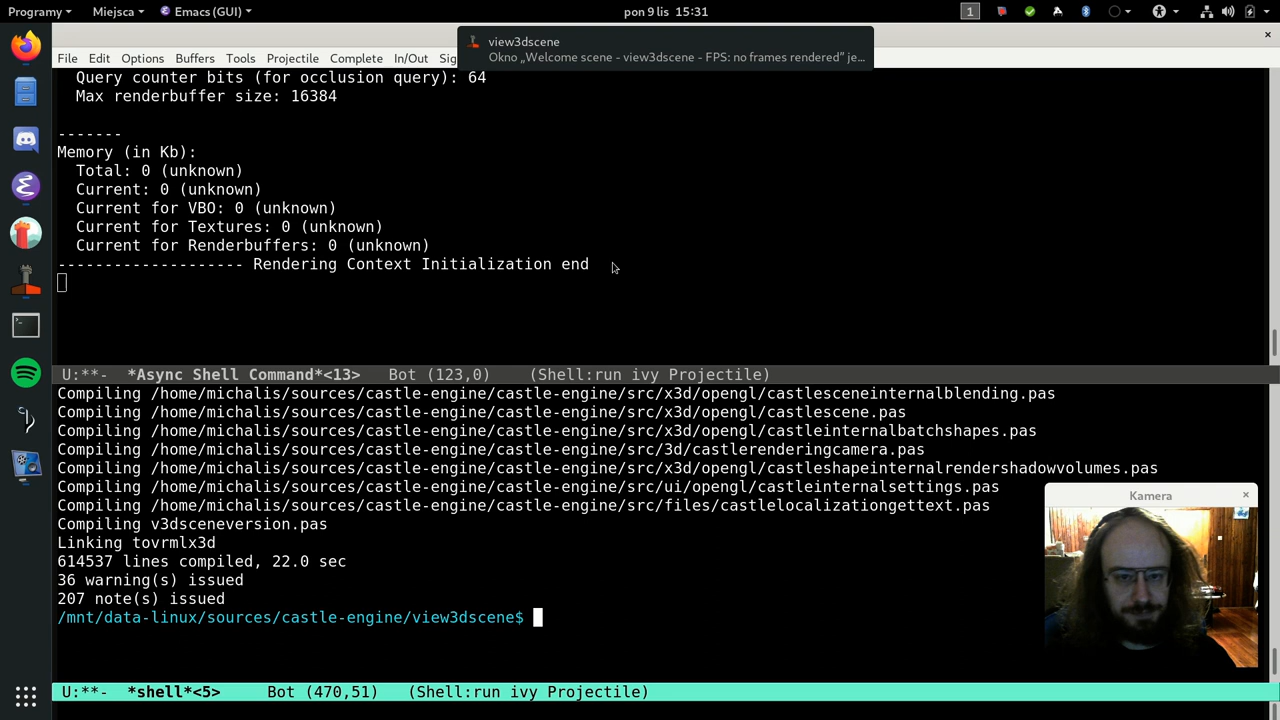 Programy Miejsca Emacs (GUI) pon 9 lis 15:31 1
view3dscene
Okno „Welcome scene - view3dscene - FPS: no frames rendered” je...
File Edit Options Buffers Tools Projectile Complete In/Out Sig
Query counter bits (for occlusion query): 64
Max renderbuffer size: 16384
-------
Memory (in Kb):
Total: 0 (unknown)
Current: 0 (unknown)
Current for VBO: 0 (unknown)
Current for Textures: 0 (unknown)
Current for Renderbuffers: 0 (unknown)
-------------------- Rendering Context Initialization end
U:**- *Async Shell Command*<13> Bot (123,0) (Shell:run ivy Projectile)
Compiling /home/michalis/sources/castle-engine/castle-engine/src/x3d/opengl/castlesceneinternalblending.pas
Compiling /home/michalis/sources/castle-engine/castle-engine/src/x3d/opengl/castlescene.pas
Compiling /home/michalis/sources/castle-engine/castle-engine/src/x3d/opengl/castleinternalbatchshapes.pas
Compiling /home/michalis/sources/castle-engine/castle-engine/src/3d/castlerenderingcamera.pas
Compiling /home/michalis/sources/castle-engine/castle-engine/src/x3d/opengl/castleshapeinternalrendershadowvolumes.pas
Compiling /home/michalis/sources/castle-engine/castle-engine/src/ui/opengl/castleinternalsettings.pas
Compiling /home/michalis/sources/castle-engine/castle-engine/src/files/castlelocalizationgettext.pas
Compiling v3dsceneversion.pas
Linking tovrmlx3d
614537 lines compiled, 22.0 sec
36 warning(s) issued
207 note(s) issued
/mnt/data-linux/sources/castle-engine/view3dscene$
Kamera
U:**- *shell*<5> Bot (470,51) (Shell:run ivy Projectile)